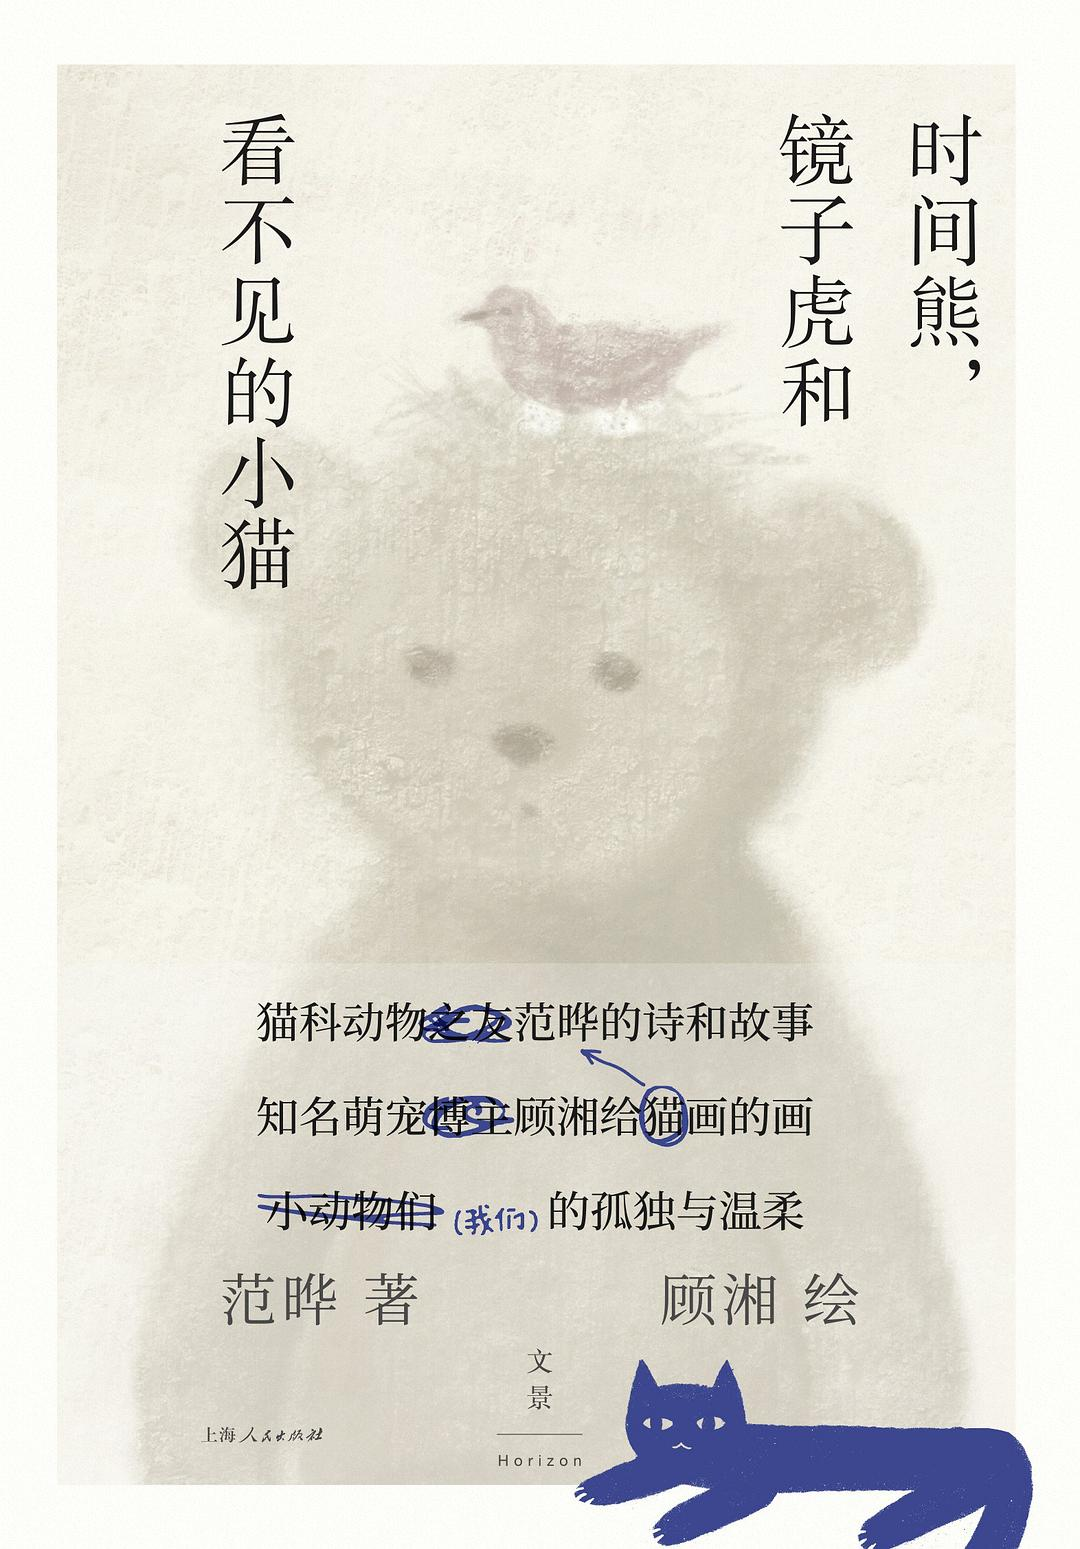 时间熊，
镜子虎和
看不见的小猫
猫科动物之友范晔的诗和故事
知名萌宠博主顾湘给猫画的画
小动物们(我们)的孤独与温柔
范晔 著
顾湘 绘
文景
Horizon
上海人民出版社